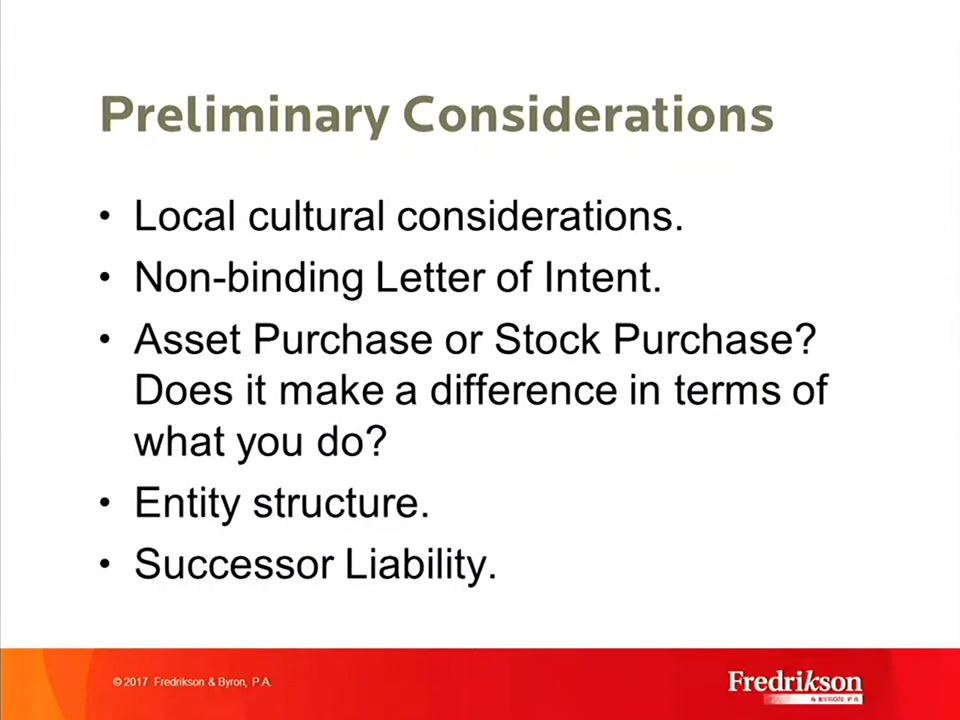 Preliminary Considerations
• Local cultural considerations.
• Non-binding Letter of Intent.
• Asset Purchase or Stock Purchase?
Does it make a difference in terms of
what you do?
• Entity structure.
• Successor Liability.
© 2017 Fredrikson & Byron, P.A.
Fredrikson
& BYRON, P.A.